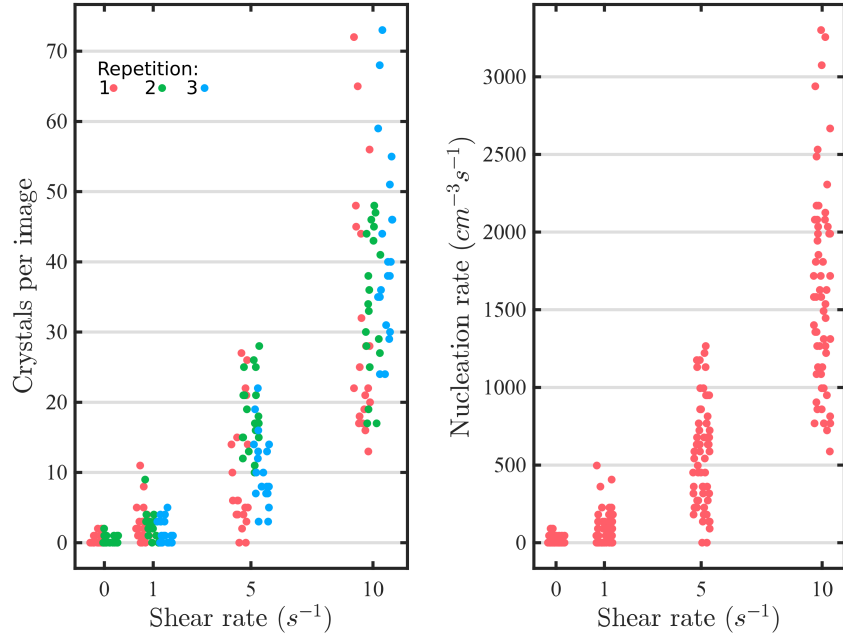 70
60
50
40
30
20
10
0
Crystals per image
Repetition:
1 2 3
0 1 5 10
Shear rate (s⁻¹)
3000
2500
2000
1500
1000
500
0
Nucleation rate (cm⁻³s⁻¹)
0 1 5 10
Shear rate (s⁻¹)